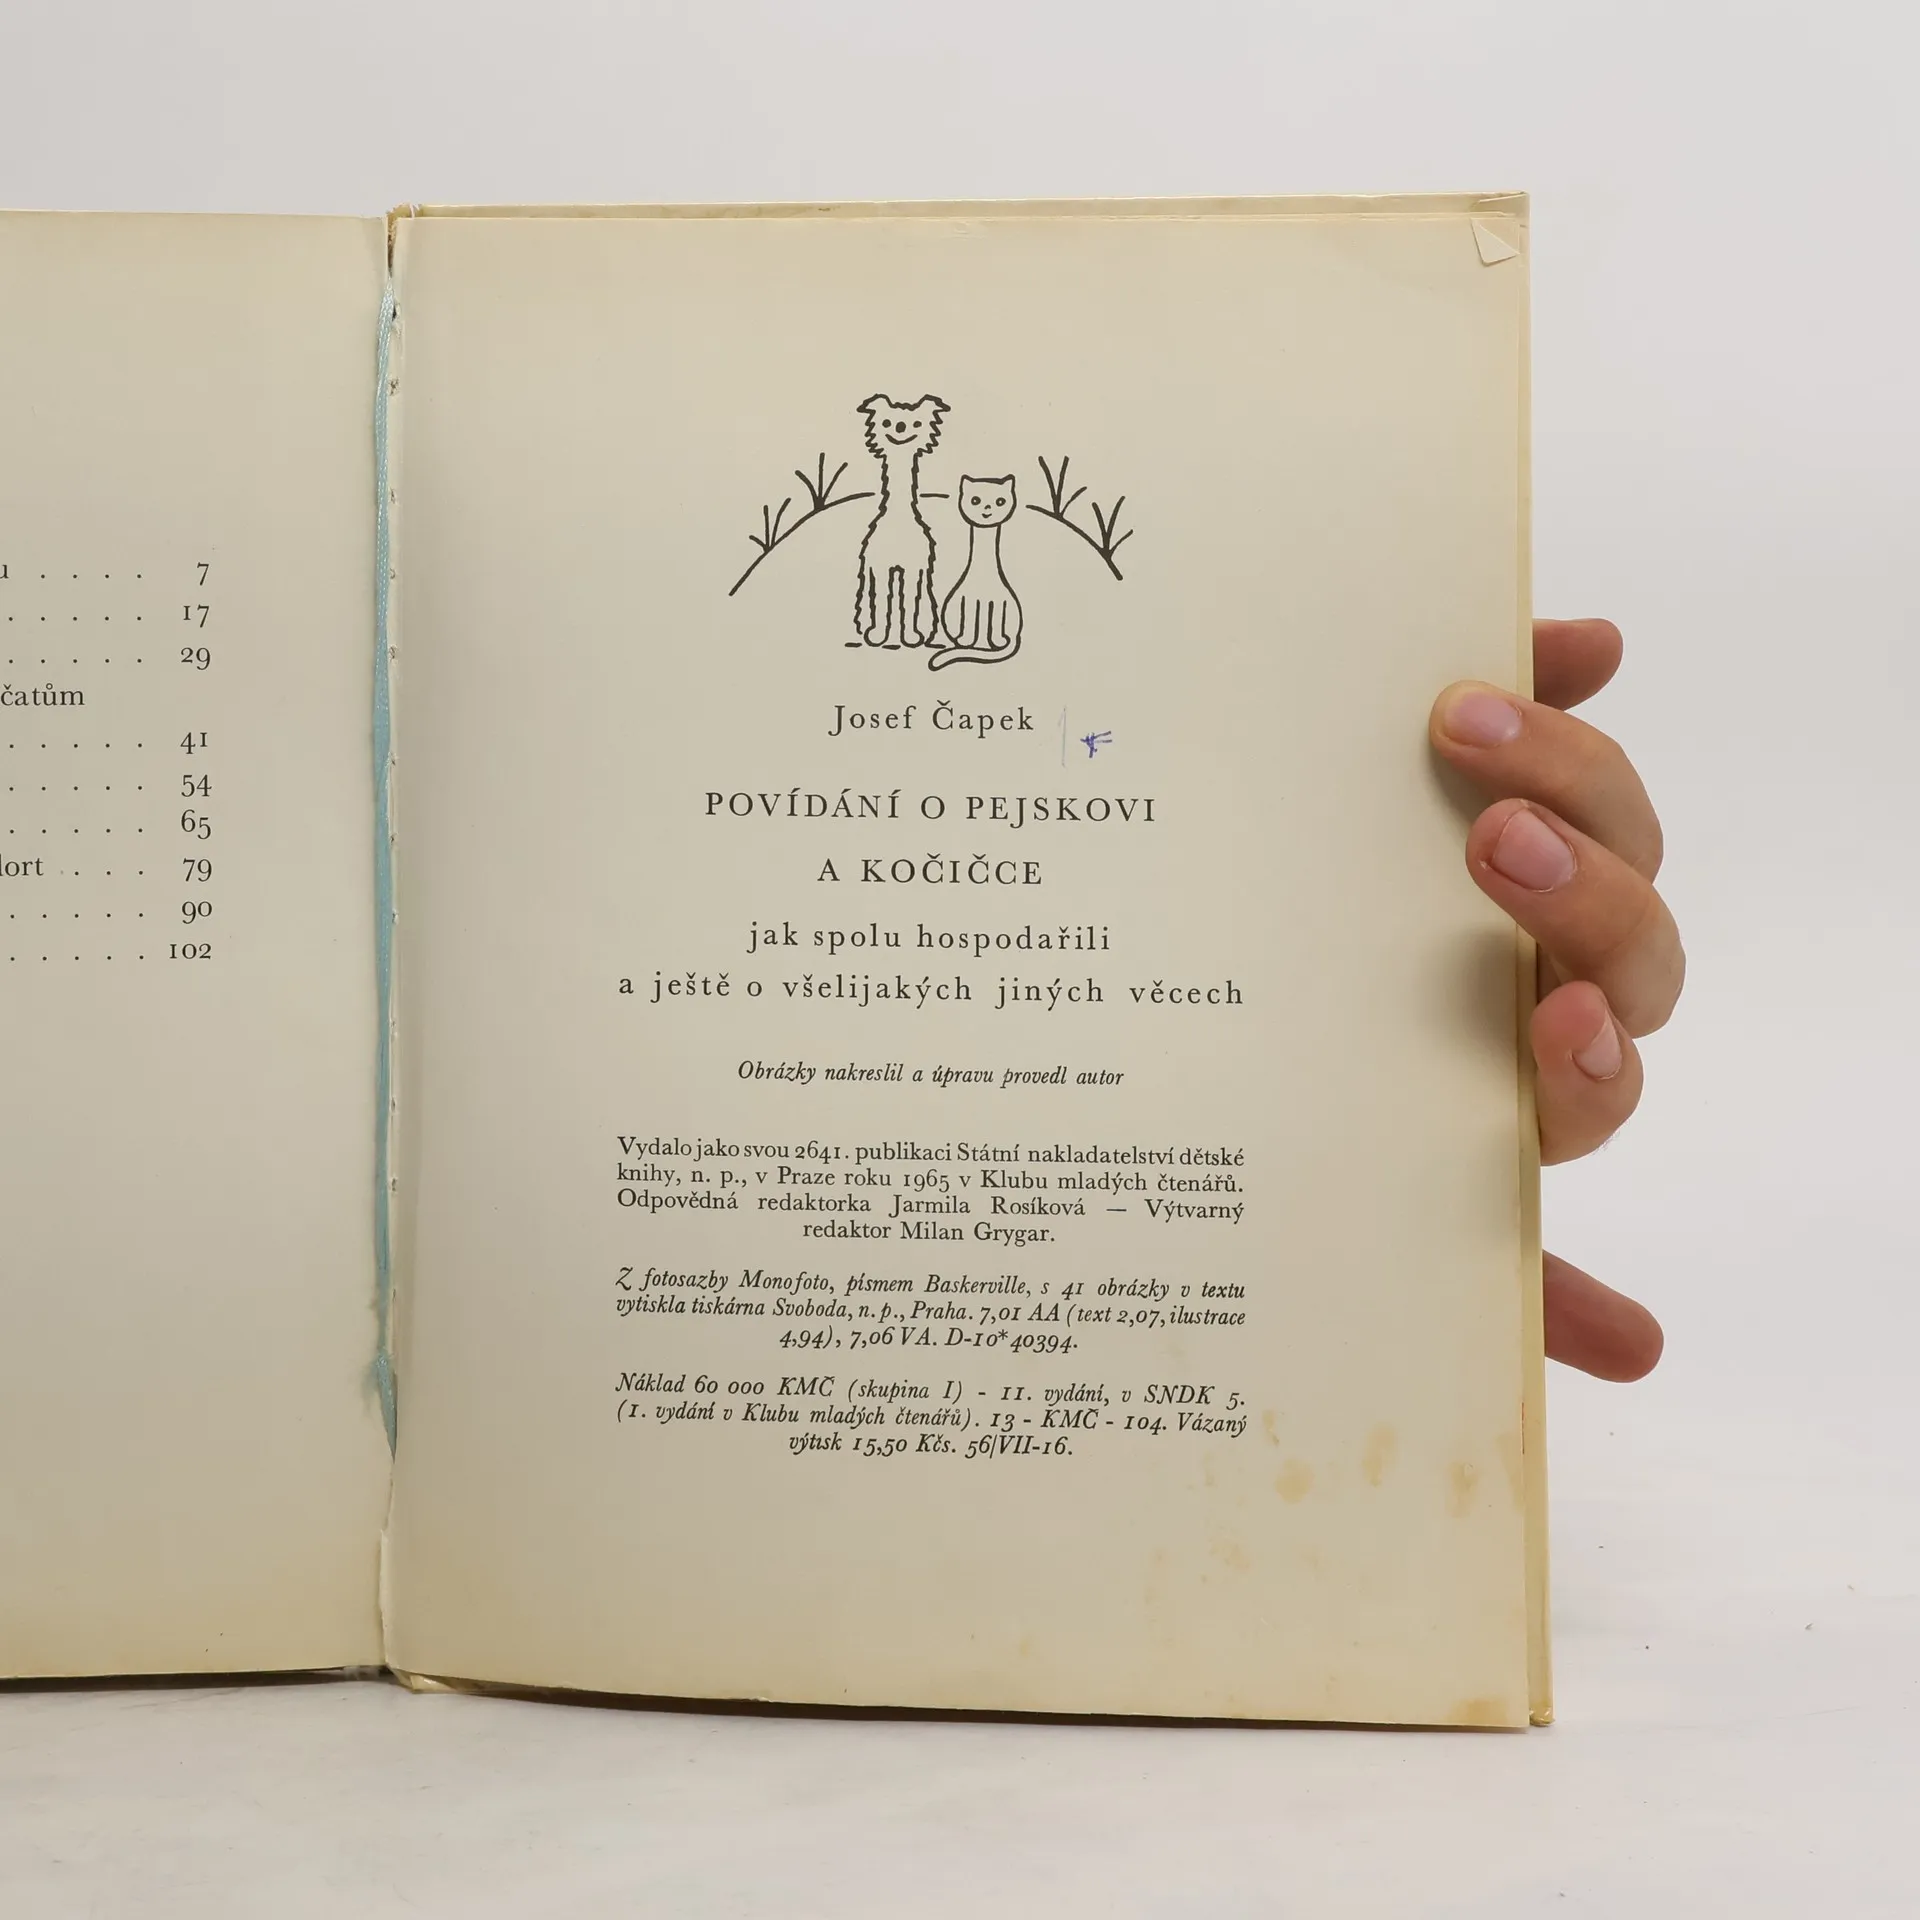 . . . . 7
. . . . . 17
. . . . . 29
čatům
. . . . . 41
. . . . . 54
. . . . . 65
. . . 79
. . . . . 90
. . . . . 102
Josef Čapek
POVÍDÁNÍ O PEJSKOVI
A KOČIČCE
jak spolu hospodařili
a ještě o všelijakých jiných věcech
Obrázky nakreslil a úpravu provedl autor
Vydalo jako svou 2641. publikaci Státní nakladatelství dětské
knihy, n. p., v Praze roku 1965 v Klubu mladých čtenářů.
Odpovědná redaktorka Jarmila Rosíková — Výtvarný
redaktor Milan Grygar.
Z fotosazby Monofoto, písmem Baskerville, s 41 obrázky v textu
vytiskla tiskárna Svoboda, n. p., Praha. 7,01 AA (text 2,07, ilustrace
4,94), 7,06 VA. D-10*40394.
Náklad 60 000 KMČ (skupina I) - 11. vydání, v SNDK 5.
(1. vydání v Klubu mladých čtenářů). 13 - KMČ - 104. Vázaný
výtisk 15,50 Kčs. 56/VII-16.